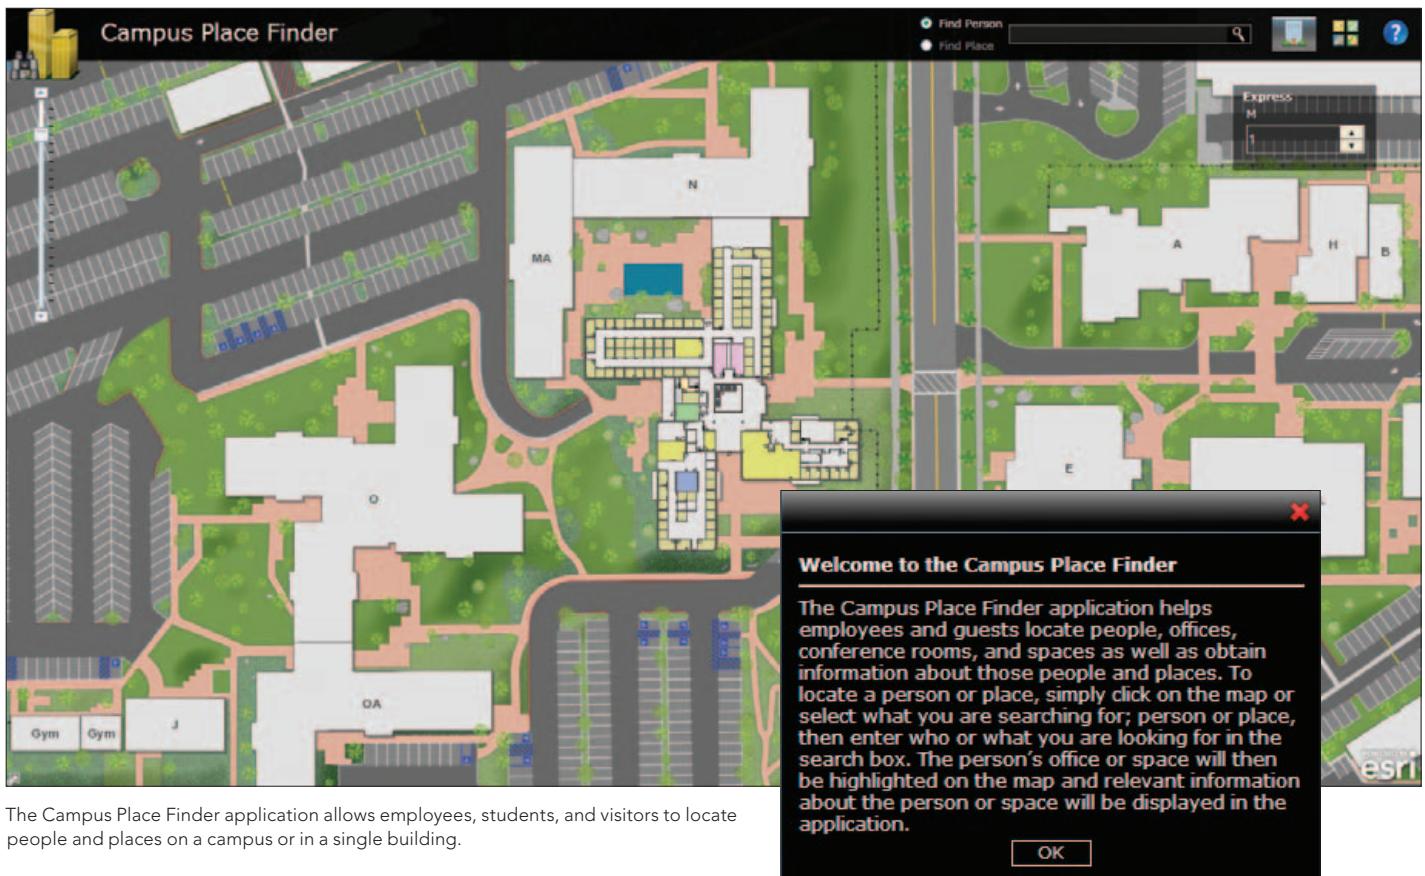 Campus Place Finder
Find Person
Find Place
?
Express
M
1
N
MA
A
H
B
E
O
OA
Gym
Gym
J
esri
Welcome to the Campus Place Finder
The Campus Place Finder application helps
employees and guests locate people, offices,
conference rooms, and spaces as well as obtain
information about those people and places. To
locate a person or place, simply click on the map or
select what you are searching for; person or place,
then enter who or what you are looking for in the
search box. The person's office or space will then
be highlighted on the map and relevant information
about the person or space will be displayed in the
application.
OK
The Campus Place Finder application allows employees, students, and visitors to locate
people and places on a campus or in a single building.